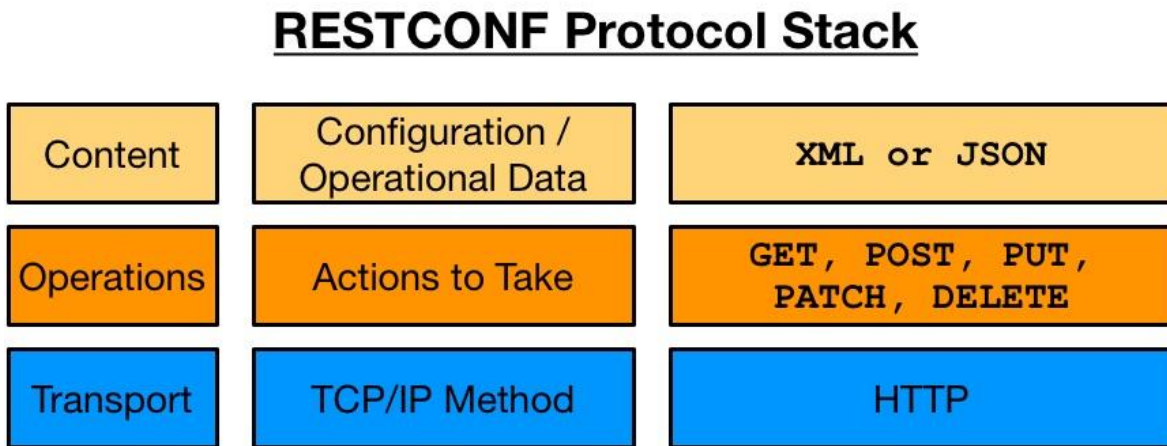 RESTCONF Protocol Stack
Content
Configuration /
Operational Data
XML or JSON
Operations
Actions to Take
GET, POST, PUT,
PATCH, DELETE
Transport
TCP/IP Method
HTTP